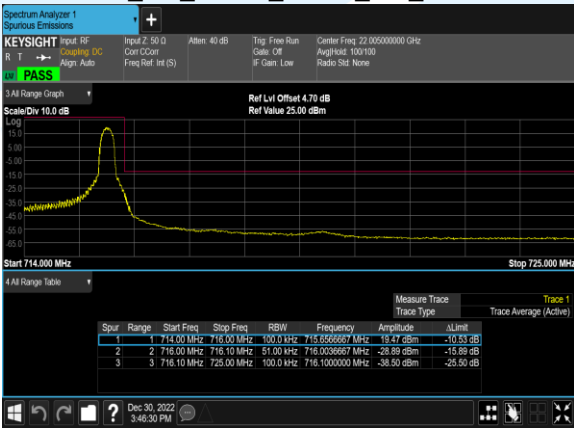 Spectrum Analyzer 1
Spurious Emissions
KEYSIGHT Input: RF Input Z: 50 Ω Atten: 40 dB Trig: Free Run Center Freq: 22.005000000 GHz
R T Coupling: DC Corr CCorr Gate: Off Avg|Hold: 100/100
Align: Auto Freq Ref: Int (S) IF Gain: Low Radio Std: None
LXI PASS
3 All Range Graph
Ref Lvl Offset 4.70 dB
Scale/Div 10.0 dB Ref Value 25.00 dBm
Log
15.0
5.00
-5.00
-15.0
-25.0
-35.0
-45.0
-55.0
-65.0
Start 714.000 MHz Stop 725.000 MHz
4 All Range Table
Measure Trace Trace 1
Trace Type Trace Average (Active)
Spur Range Start Freq Stop Freq RBW Frequency Amplitude ΔLimit
1 1 714.00 MHz 716.00 MHz 100.0 kHz 715.6566667 MHz 19.47 dBm -10.53 dB
2 2 716.00 MHz 716.10 MHz 51.00 kHz 716.0036667 MHz -28.89 dBm -15.89 dB
3 3 716.10 MHz 725.00 MHz 100.0 kHz 716.1000000 MHz -38.50 dBm -25.50 dB
? Dec 30, 2022
3:46:30 PM